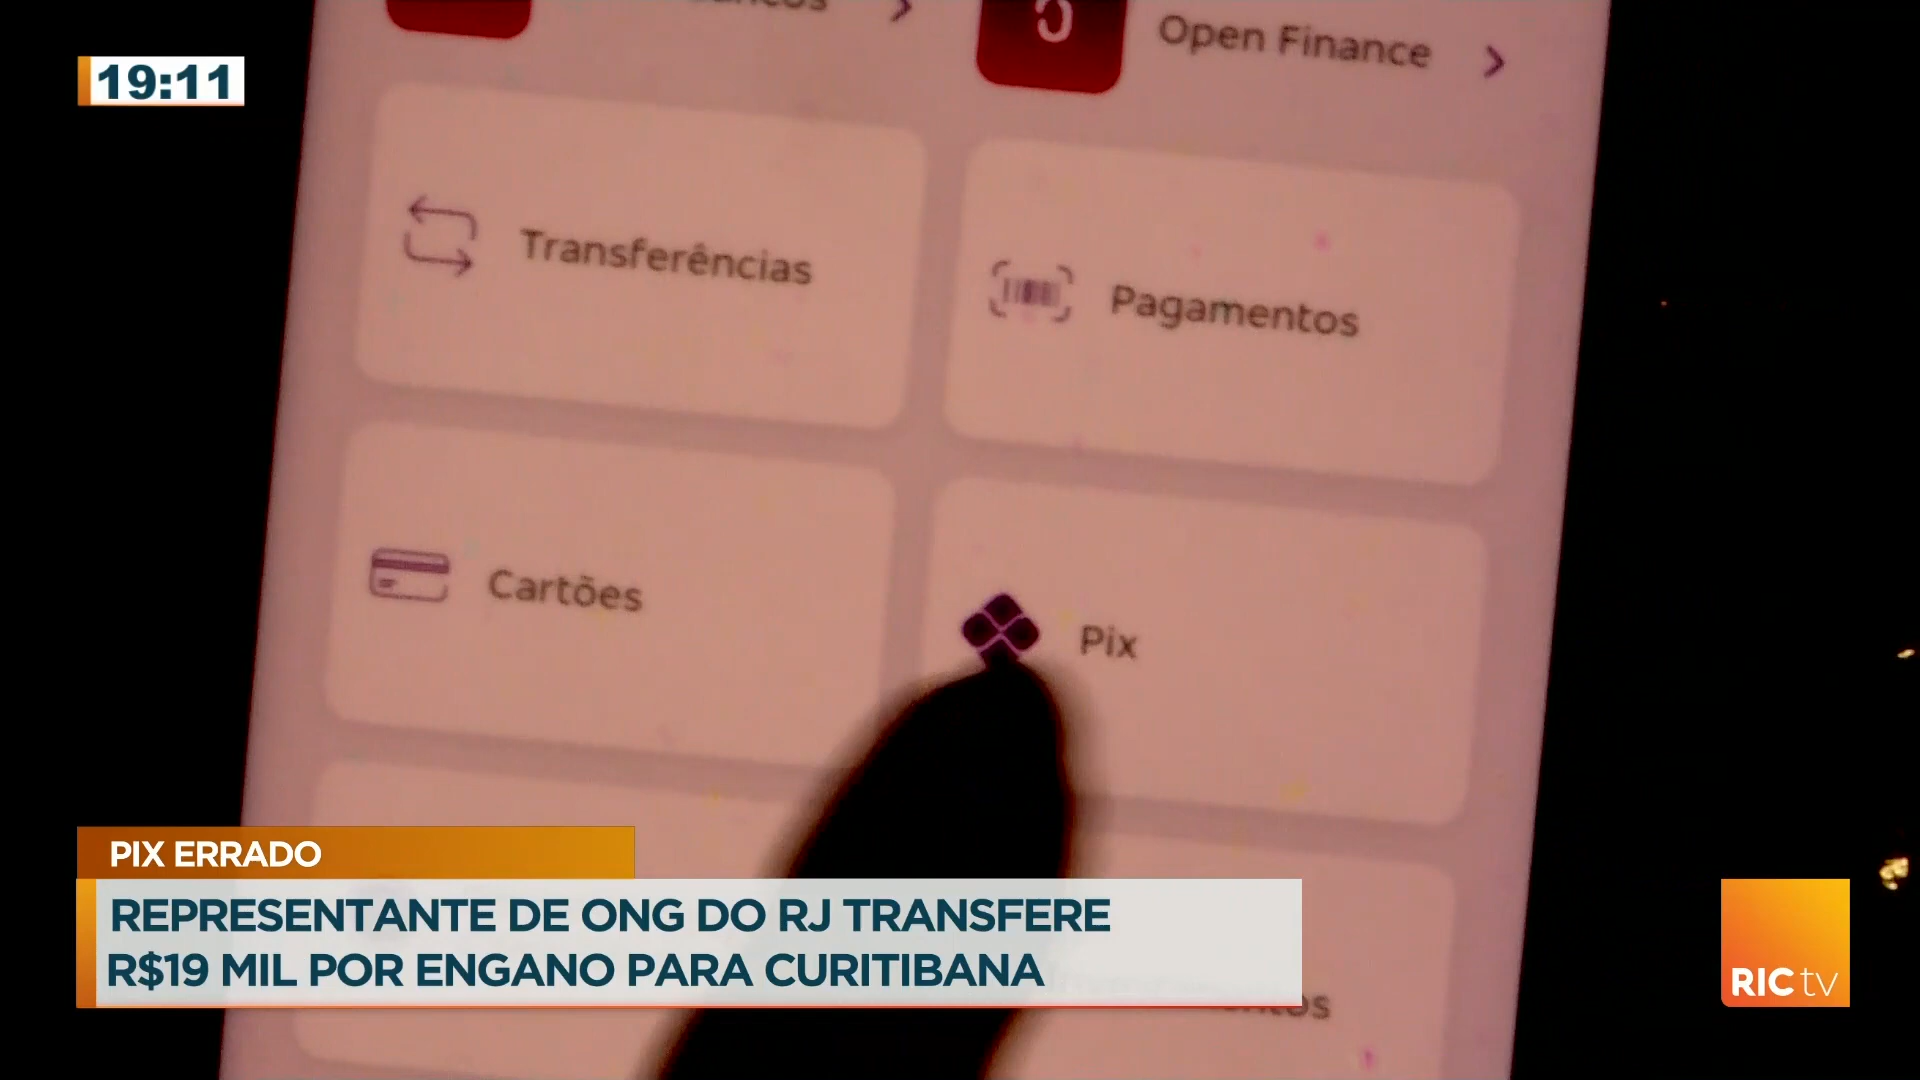 19:11
Open Finance
Transferências
Pagamentos
Cartões
Pix
PIX ERRADO
REPRESENTANTE DE ONG DO RJ TRANSFERE
R$19 MIL POR ENGANO PARA CURITIBANA
RIC tv